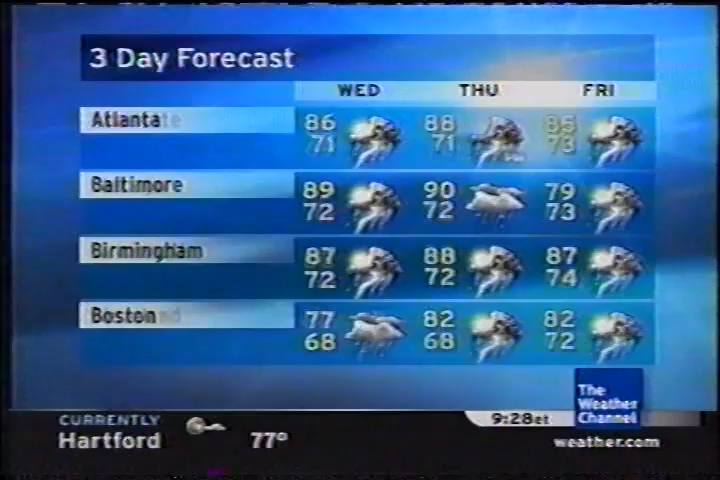 3 Day Forecast
WED THU FRI
Atlanta 86 88 85
71 71 73
Baltimore 89 90 79
72 72 73
Birmingham 87 88 87
72 72 74
Boston 77 82 82
68 68 72
The
Weather
Channel
9:28et
CURRENTLY
Hartford 77°
weather.com